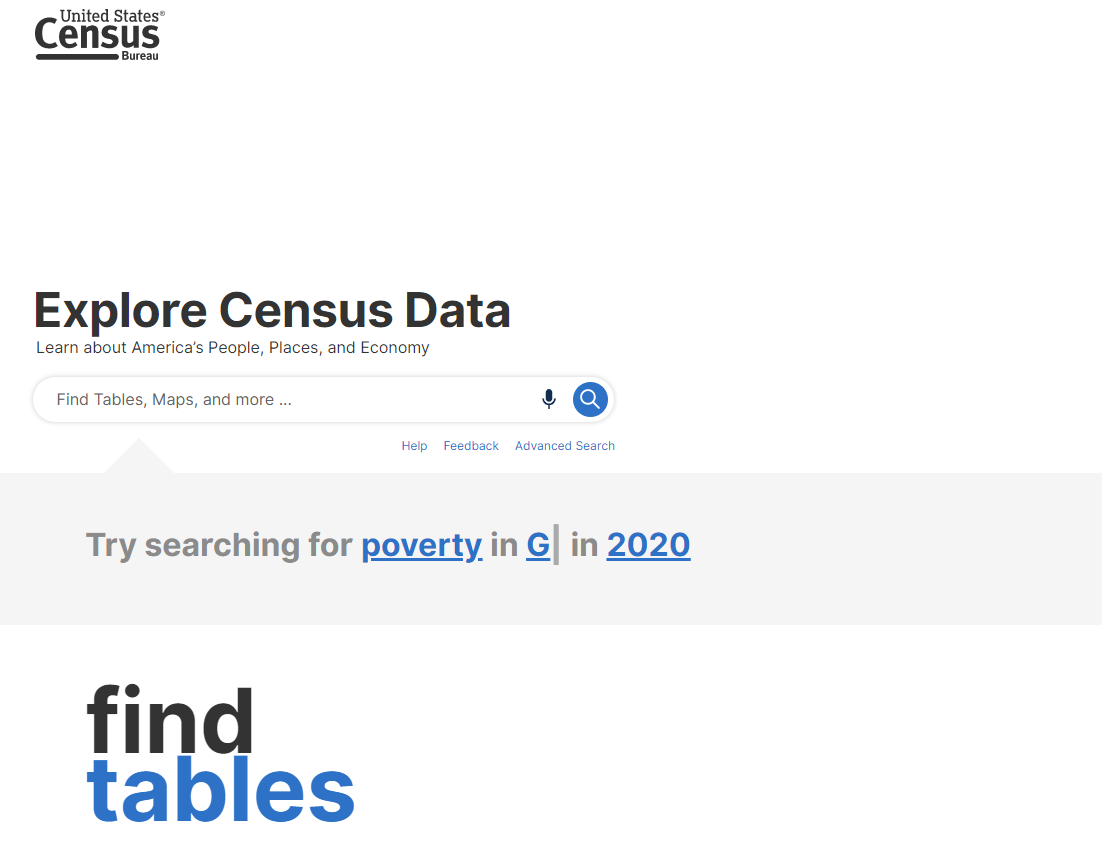 United States®
Census
Bureau
Explore Census Data
Learn about America's People, Places, and Economy
Find Tables, Maps, and more ...
Help Feedback Advanced Search
Try searching for poverty in G| in 2020
find
tables